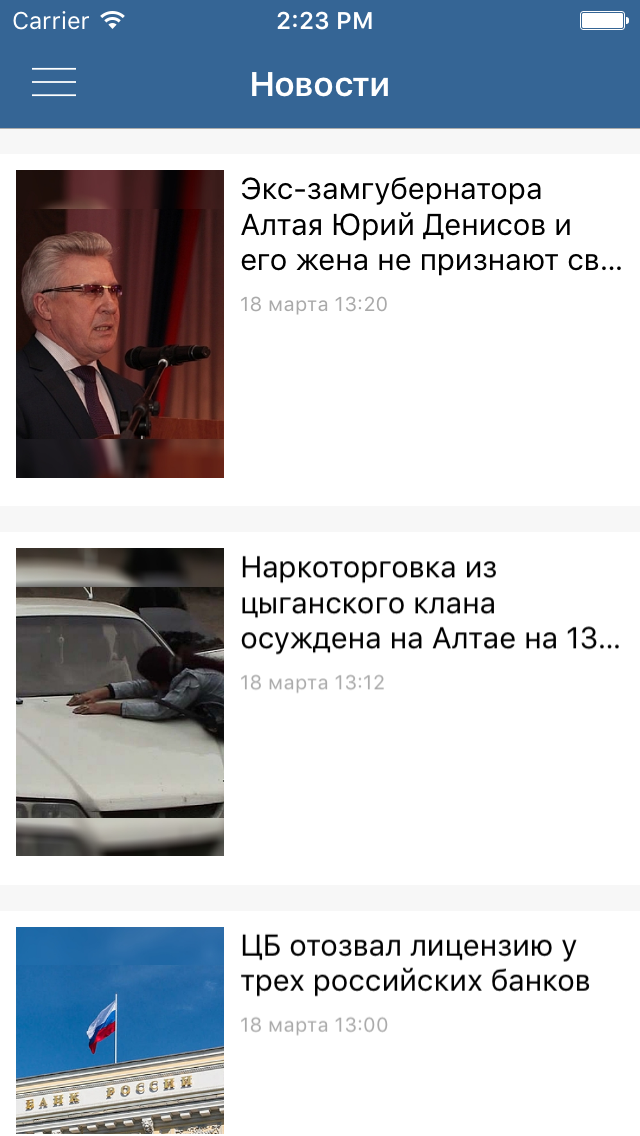 Carrier 2:23 PM
Новости
Экс-замгубернатора
Алтая Юрий Денисов и
его жена не признают св...
18 марта 13:20
Наркоторговка из
цыганского клана
осуждена на Алтае на 13...
18 марта 13:12
ЦБ отозвал лицензию у
трех российских банков
18 марта 13:00
БАНК РОССИИ